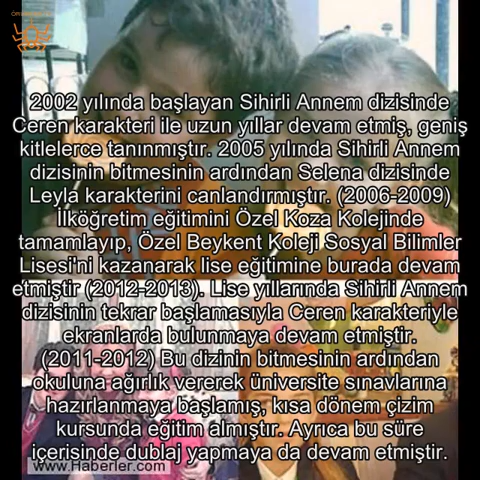 2002 yılında başlayan Sihirli Annem dizisinde
Ceren karakteri ile uzun yıllar devam etmiş, geniş
kitlelerce tanınmıştır. 2005 yılında Sihirli Annem
dizisinin bitmesinin ardından Selena dizisinde
Leyla karakterini canlandırmıştır. (2006-2009)
İlköğretim eğitimini Özel Koza Kolejinde
tamamlayıp, Özel Beykent Koleji Sosyal Bilimler
Lisesi'ni kazanarak lise eğitimine burada devam
etmiştir (2012-2013). Lise yıllarında Sihirli Annem
dizisinin tekrar başlamasıyla Ceren karakteriyle
ekranlarda bulunmaya devam etmiştir.
(2011-2012) Bu dizinin bitmesinin ardından
okuluna ağırlık vererek üniversite sınavlarına
hazırlanmaya başlamış, kısa dönem çizim
kursunda eğitim almıştır. Ayrıca bu süre
içerisinde dublaj yapmaya da devam etmiştir.
www.Haberler.com